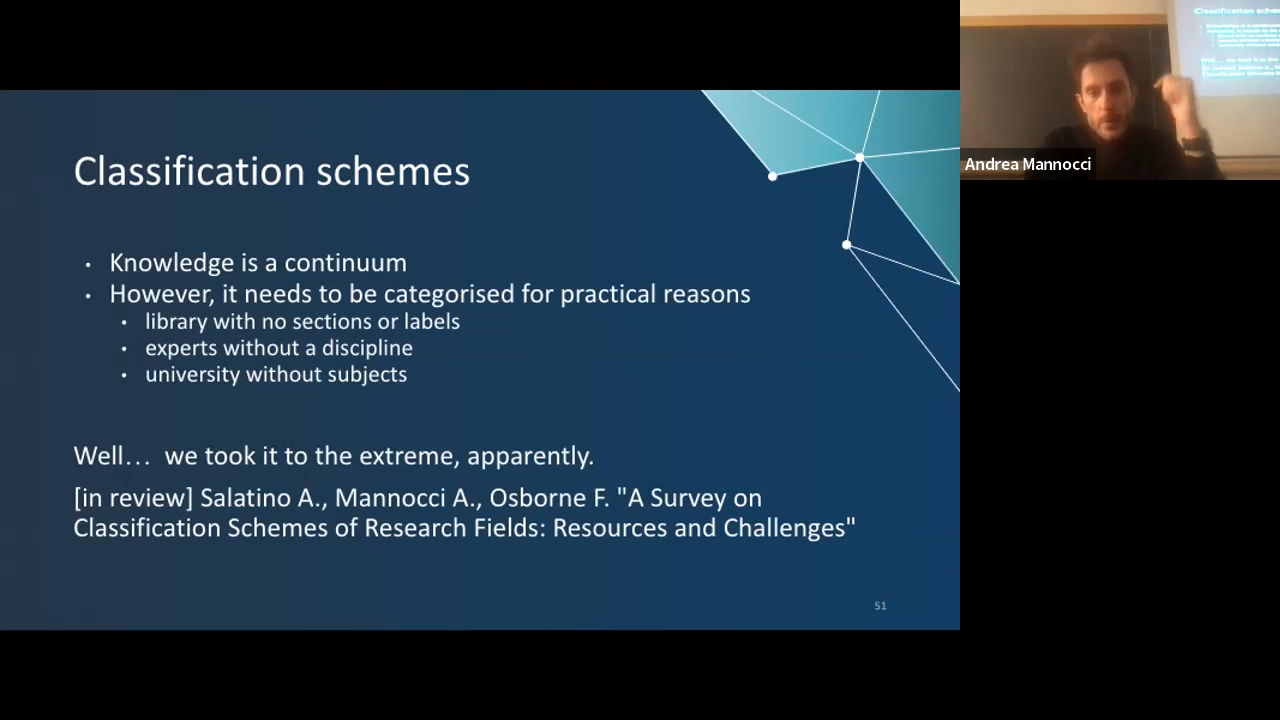 Classification schemes
• Knowledge is a continuum
• However, it needs to be categorised for practical reasons
• library with no sections or labels
• experts without a discipline
• university without subjects
Well… we took it to the extreme, apparently.
[in review] Salatino A., Mannocci A., Osborne F. "A Survey on
Classification Schemes of Research Fields: Resources and Challenges"
51
Classification sche
Andrea Mannocci